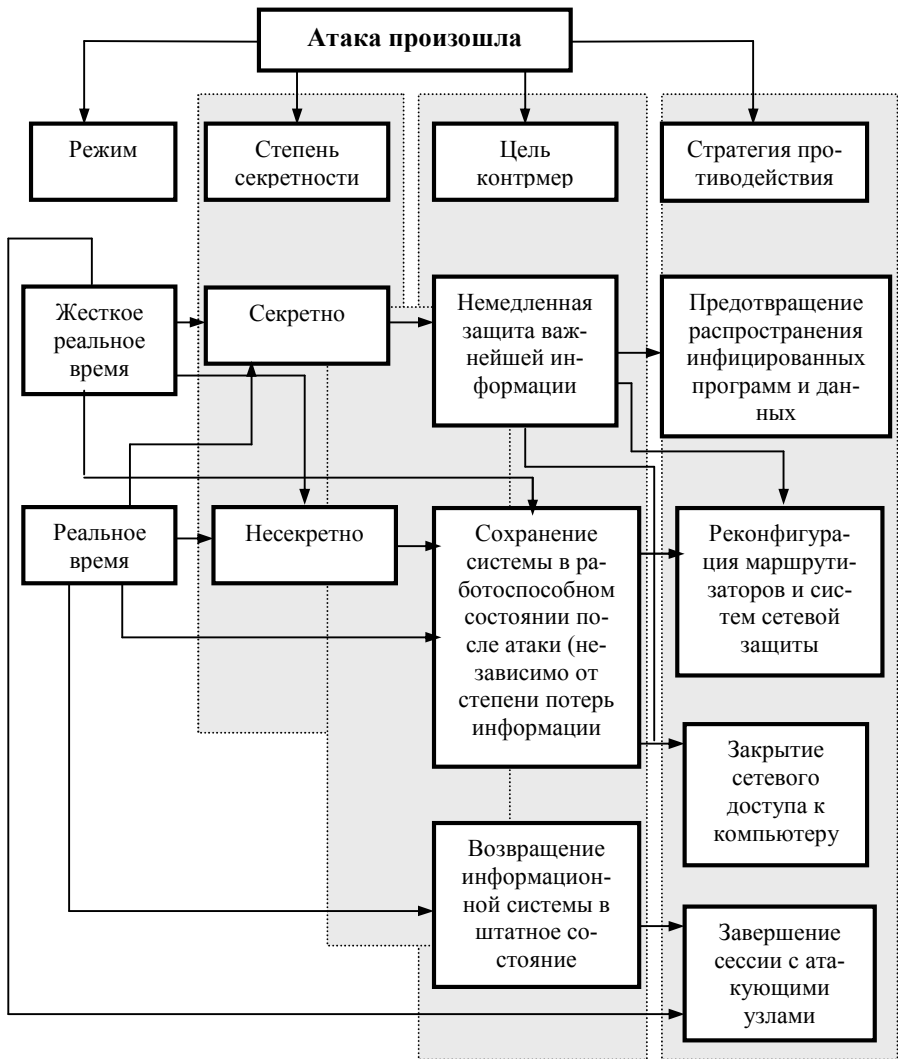 Атака произошла
Режим
Степень
секретности
Цель
контрмер
Стратегия про-
тиводействия
Жесткое
реальное
время
Секретно
Немедленная
защита важ-
нейшей ин-
формации
Предотвращение
распространения
инфицированных
программ и дан-
ных
Реальное
время
Несекретно
Сохранение
системы в ра-
ботоспособном
состоянии по-
сле атаки (не-
зависимо от
степени потерь
информации
Реконфигура-
ция маршрути-
заторов и сис-
тем сетевой
защиты
Закрытие
сетевого
доступа к
компьютеру
Возвращение
информацион-
ной системы в
штатное со-
стояние
Завершение
сессии с ата-
кующими
узлами